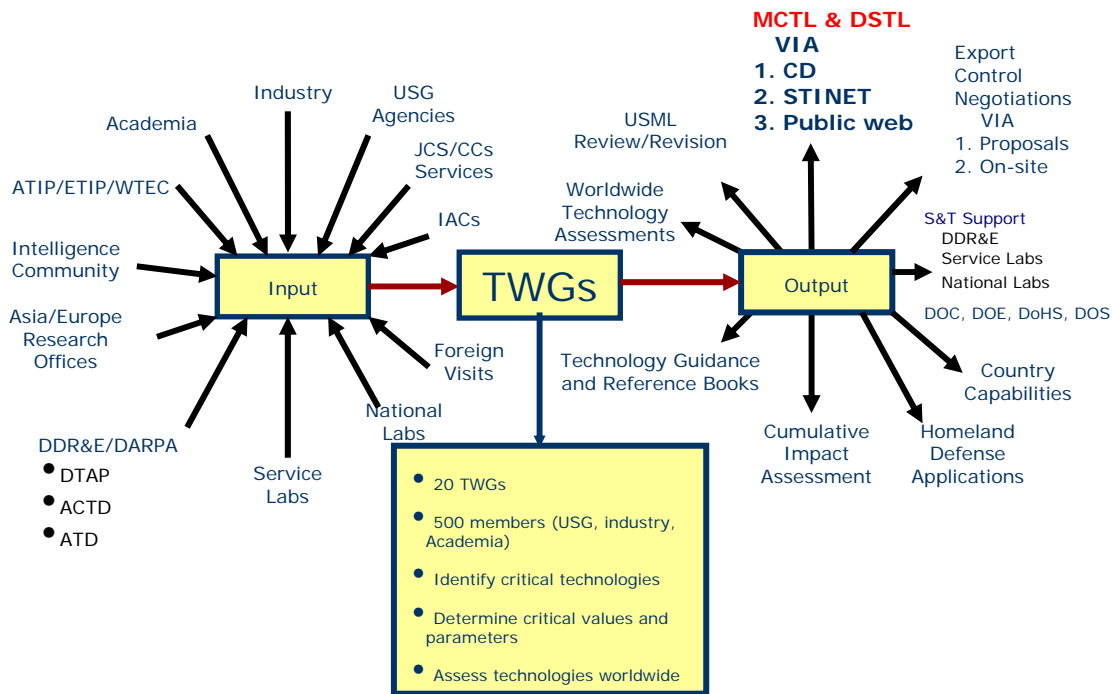 MCTL & DSTL
VIA
1. CD
2. STINET
3. Public web
Export
Control
Negotiations
VIA
1. Proposals
2. On-site
Industry
USG
Agencies
Academia
USML
Review/Revision
JCS/CCs
Services
ATIP/ETIP/WTEC
Worldwide
Technology
Assessments
IACs
S&T Support
DDR&E
Service Labs
National Labs
DOC, DOE, DoHS, DOS
Intelligence
Community
Input
TWGs
Output
Asia/Europe
Research
Offices
Foreign
Visits
Technology Guidance
and Reference Books
Country
Capabilities
National
Labs
DDR&E/DARPA
• DTAP
• ACTD
• ATD
Service
Labs
Cumulative
Impact
Assessment
Homeland
Defense
Applications
• 20 TWGs
• 500 members (USG, industry,
Academia)
• Identify critical technologies
• Determine critical values and
parameters
• Assess technologies worldwide